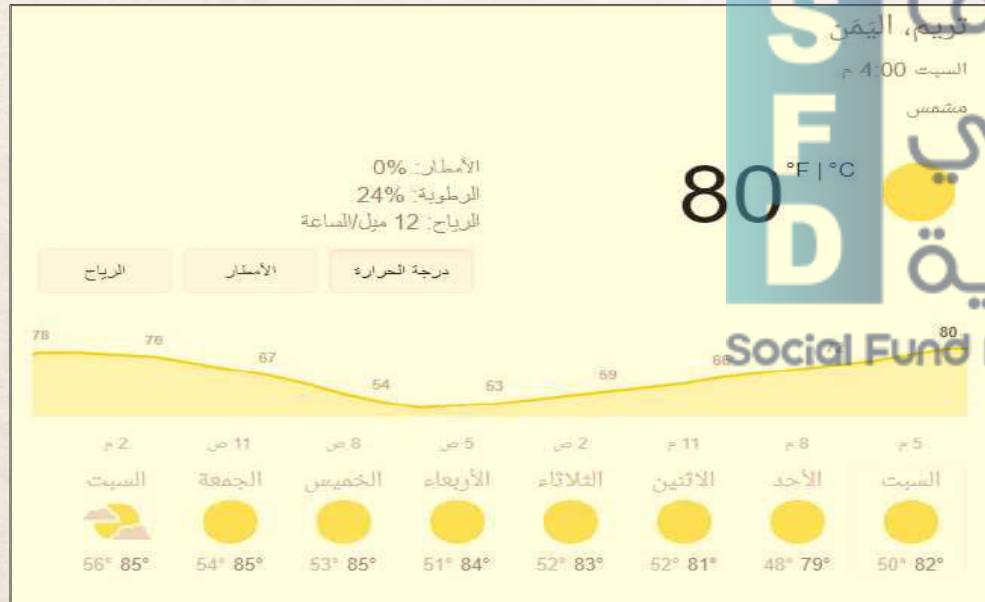 تريم، اليَمَن
السبت 4:00 م
مشمس
80 °F | °C
الأمطار: 0%
الرطوبة: 24%
الرياح: 12 ميل/الساعة
درجة الحرارة الأمطار الرياح
80 66 59 63 54 67 76 78
Social Fund
5 م 8 م 11 م 2 ص 5 ص 8 ص 11 ص 2 م
السبت الأحد الاثنين الثلاثاء الأربعاء الخميس الجمعة السبت
82° 50° 79° 48° 81° 52° 83° 52° 84° 51° 85° 53° 85° 54° 85° 56°
S
F
D
ية